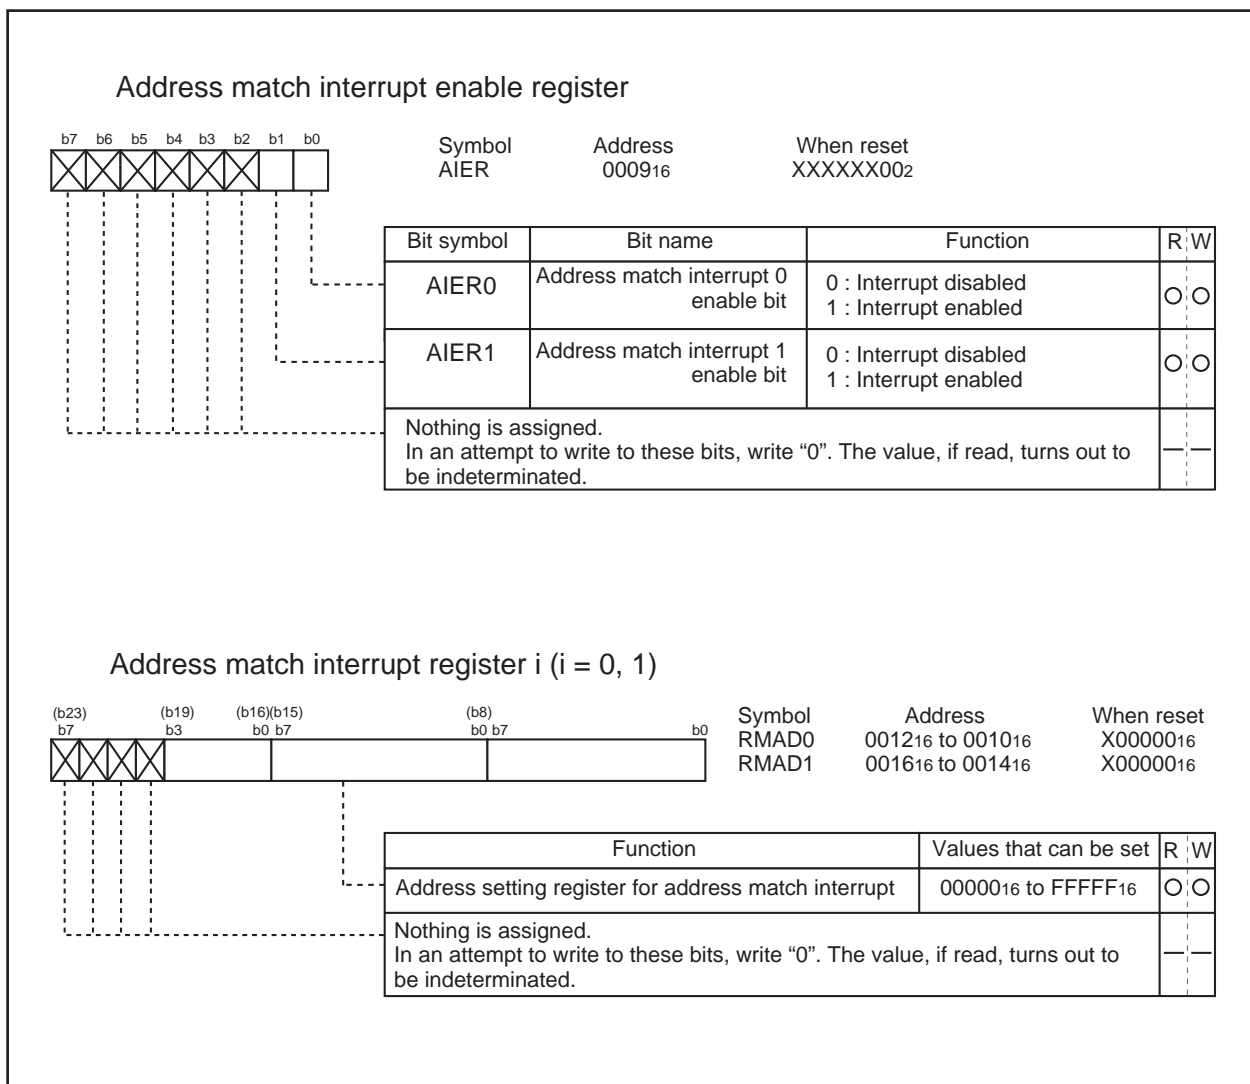 Address match interrupt enable register
b7 b6 b5 b4 b3 b2 b1 b0
Symbol Address When reset
AIER 000916 XXXXXX002
Bit symbol Bit name Function R W
AIER0 Address match interrupt 0 enable bit 0 : Interrupt disabled
1 : Interrupt enabled
AIER1 Address match interrupt 1 enable bit 0 : Interrupt disabled
1 : Interrupt enabled
Nothing is assigned.
In an attempt to write to these bits, write “0”. The value, if read, turns out to
be indeterminated.
Address match interrupt register i (i = 0, 1)
(b23) (b19) (b16)(b15) (b8)
b7 b3 b0 b7 b0 b7 b0
Symbol Address When reset
RMAD0 001216 to 001016 X0000016
RMAD1 001616 to 001416 X0000016
Function Values that can be set R W
Address setting register for address match interrupt 0000016 to FFFFF16
Nothing is assigned.
In an attempt to write to these bits, write “0”. The value, if read, turns out to
be indeterminated.